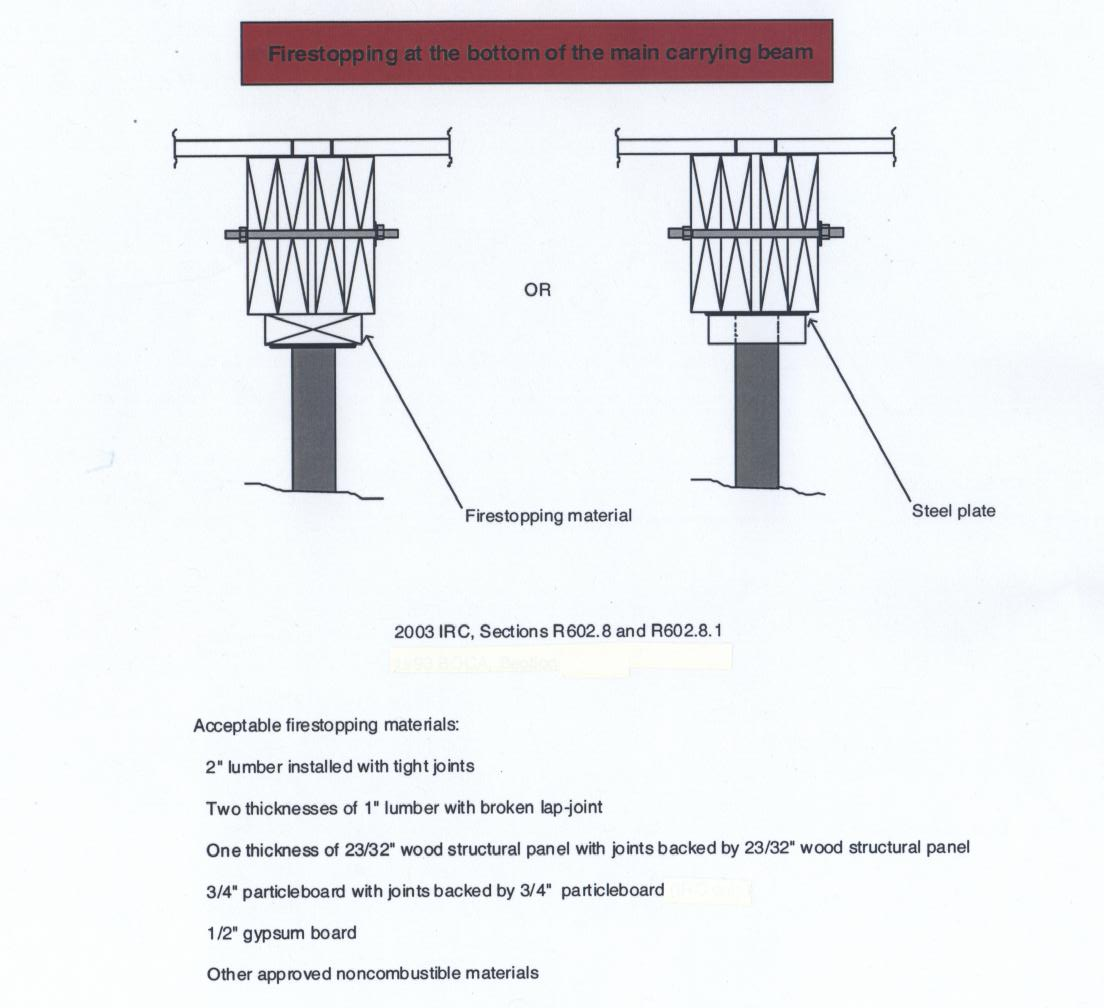 Firestopping at the bottom of the main carrying beam
OR
Firestopping material
Steel plate
2003 IRC, Sections R602.8 and R602.8.1
Acceptable firestopping materials:
2" lumber installed with tight joints
Two thicknesses of 1" lumber with broken lap-joint
One thickness of 23/32" wood structural panel with joints backed by 23/32" wood structural panel
3/4" particleboard with joints backed by 3/4" particleboard
1/2" gypsum board
Other approved noncombustible materials